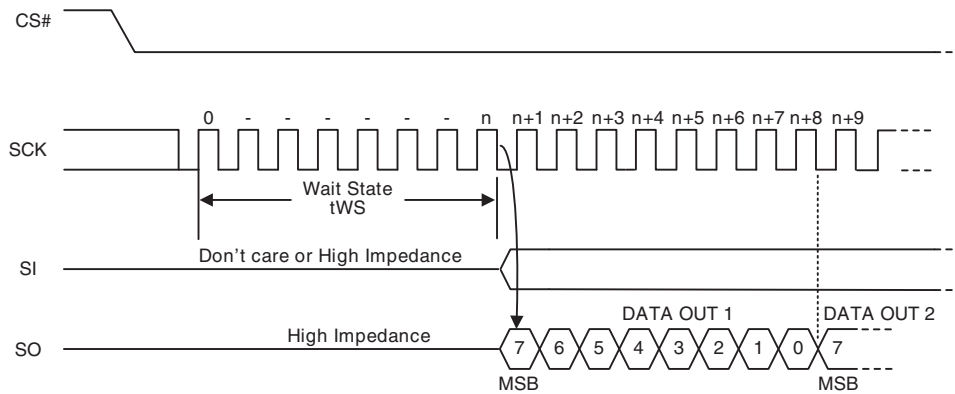 CS#
0 - - - - - - n n+1 n+2 n+3 n+4 n+5 n+6 n+7 n+8 n+9
SCK
Wait State
tWS
Don't care or High Impedance
SI
DATA OUT 1 DATA OUT 2
High Impedance
SO
7 6 5 4 3 2 1 0 7
MSB MSB